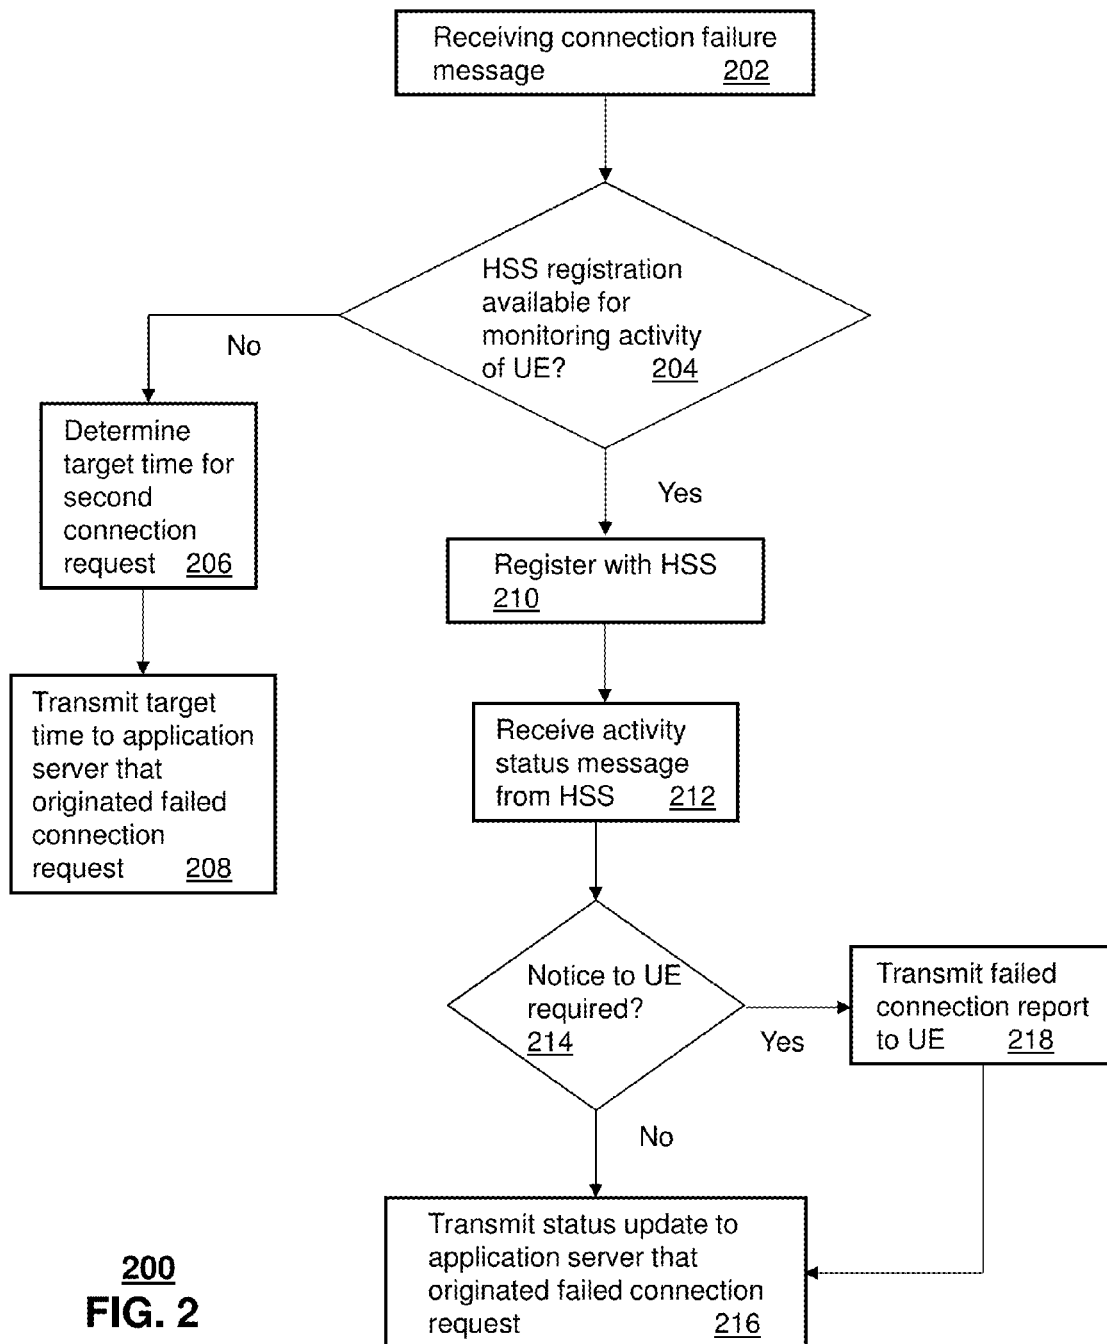 Receiving connection failure
message 202
HSS registration
available for
monitoring activity
of UE? 204
No
Yes
Determine
target time for
second
connection
request 206
Register with HSS
210
Transmit target
time to application
server that
originated failed
connection
request 208
Receive activity
status message
from HSS 212
Notice to UE
required?
214
Yes
Transmit failed
connection report
to UE 218
No
Transmit status update to
application server that
originated failed connection
request 216
200
FIG. 2